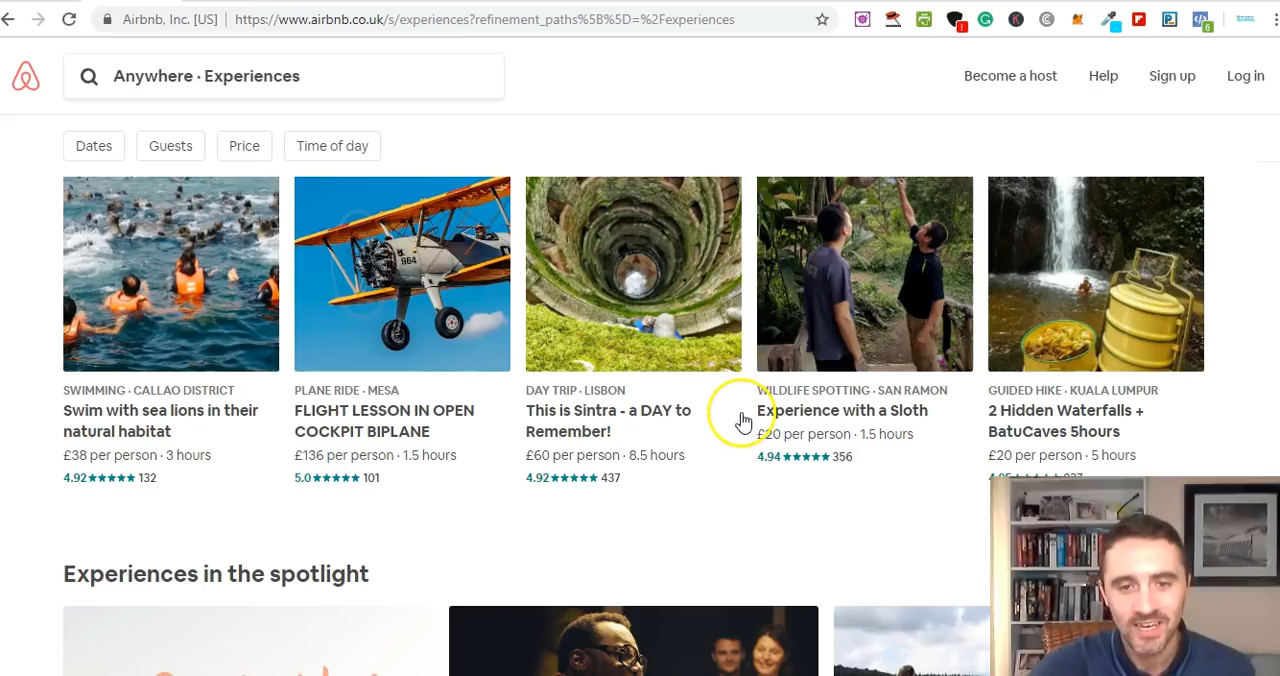 Airbnb, Inc. [US]
https://www.airbnb.co.uk/s/experiences?refinement_paths%5B%5D=%2Fexperiences
6
Anywhere · Experiences
Become a host
Help
Sign up
Log in
Dates
Guests
Price
Time of day
984
SWIMMING · CALLAO DISTRICT
Swim with sea lions in their
natural habitat
£38 per person · 3 hours
4.92★★★★★ 132
PLANE RIDE · MESA
FLIGHT LESSON IN OPEN
COCKPIT BIPLANE
£136 per person · 1.5 hours
5.0★★★★★ 101
DAY TRIP · LISBON
This is Sintra - a DAY to
Remember!
£60 per person · 8.5 hours
4.92★★★★★ 437
WILDLIFE SPOTTING · SAN RAMON
Experience with a Sloth
£20 per person · 1.5 hours
4.94★★★★★ 356
GUIDED HIKE · KUALA LUMPUR
2 Hidden Waterfalls +
BatuCaves 5hours
£20 per person · 5 hours
Experiences in the spotlight